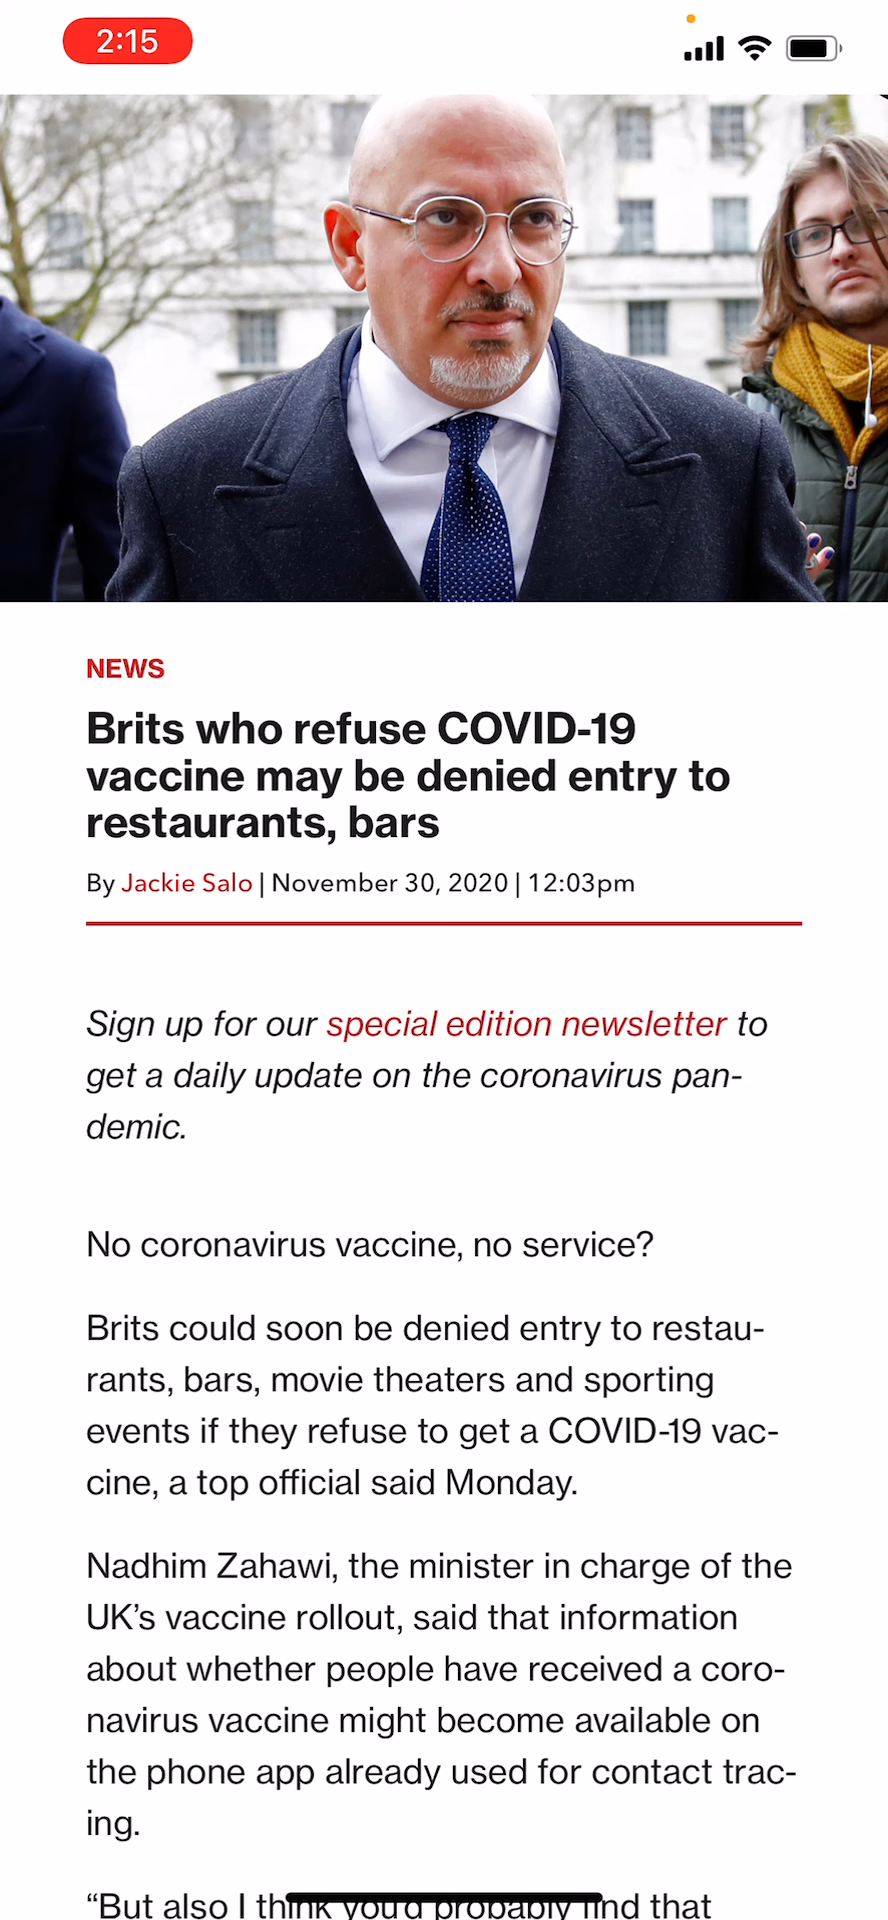 2:15
NEWS
Brits who refuse COVID-19
vaccine may be denied entry to
restaurants, bars
By Jackie Salo | November 30, 2020 | 12:03pm
Sign up for our special edition newsletter to
get a daily update on the coronavirus pan-
demic.
No coronavirus vaccine, no service?
Brits could soon be denied entry to restau-
rants, bars, movie theaters and sporting
events if they refuse to get a COVID-19 vac-
cine, a top official said Monday.
Nadhim Zahawi, the minister in charge of the
UK’s vaccine rollout, said that information
about whether people have received a coro-
navirus vaccine might become available on
the phone app already used for contact trac-
ing.
“But also I think you’d probably find that